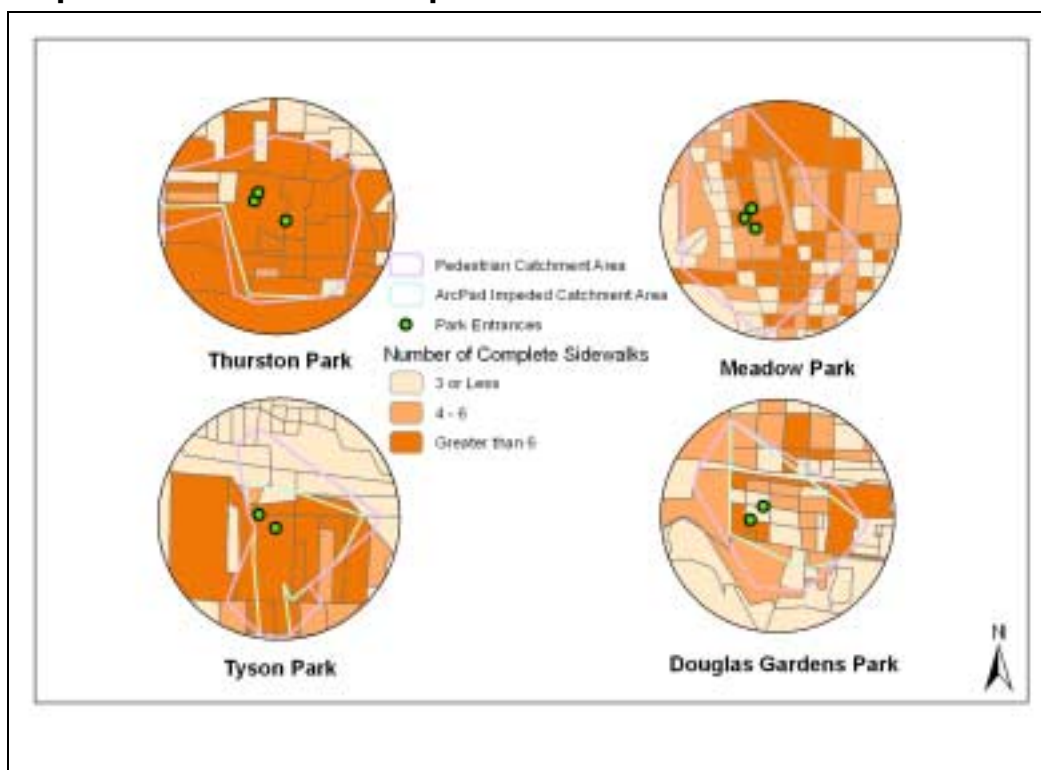 Pedestrian Catchment Area
ArcPad Impeded Catchment Area
Park Entrances
Number of Complete Sidewalks
3 or Less
4 - 6
Greater than 6
Thurston Park
Meadow Park
Tyson Park
Douglas Gardens Park
N